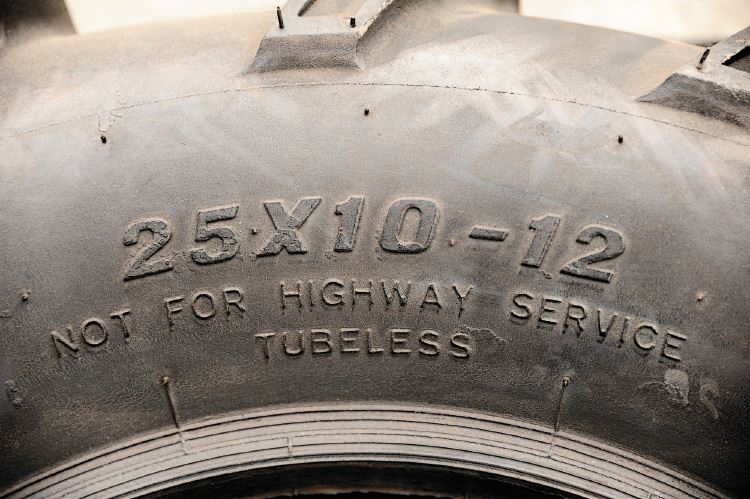 25X10-12
NOT FOR HIGHWAY SERVICE
TUBELESS